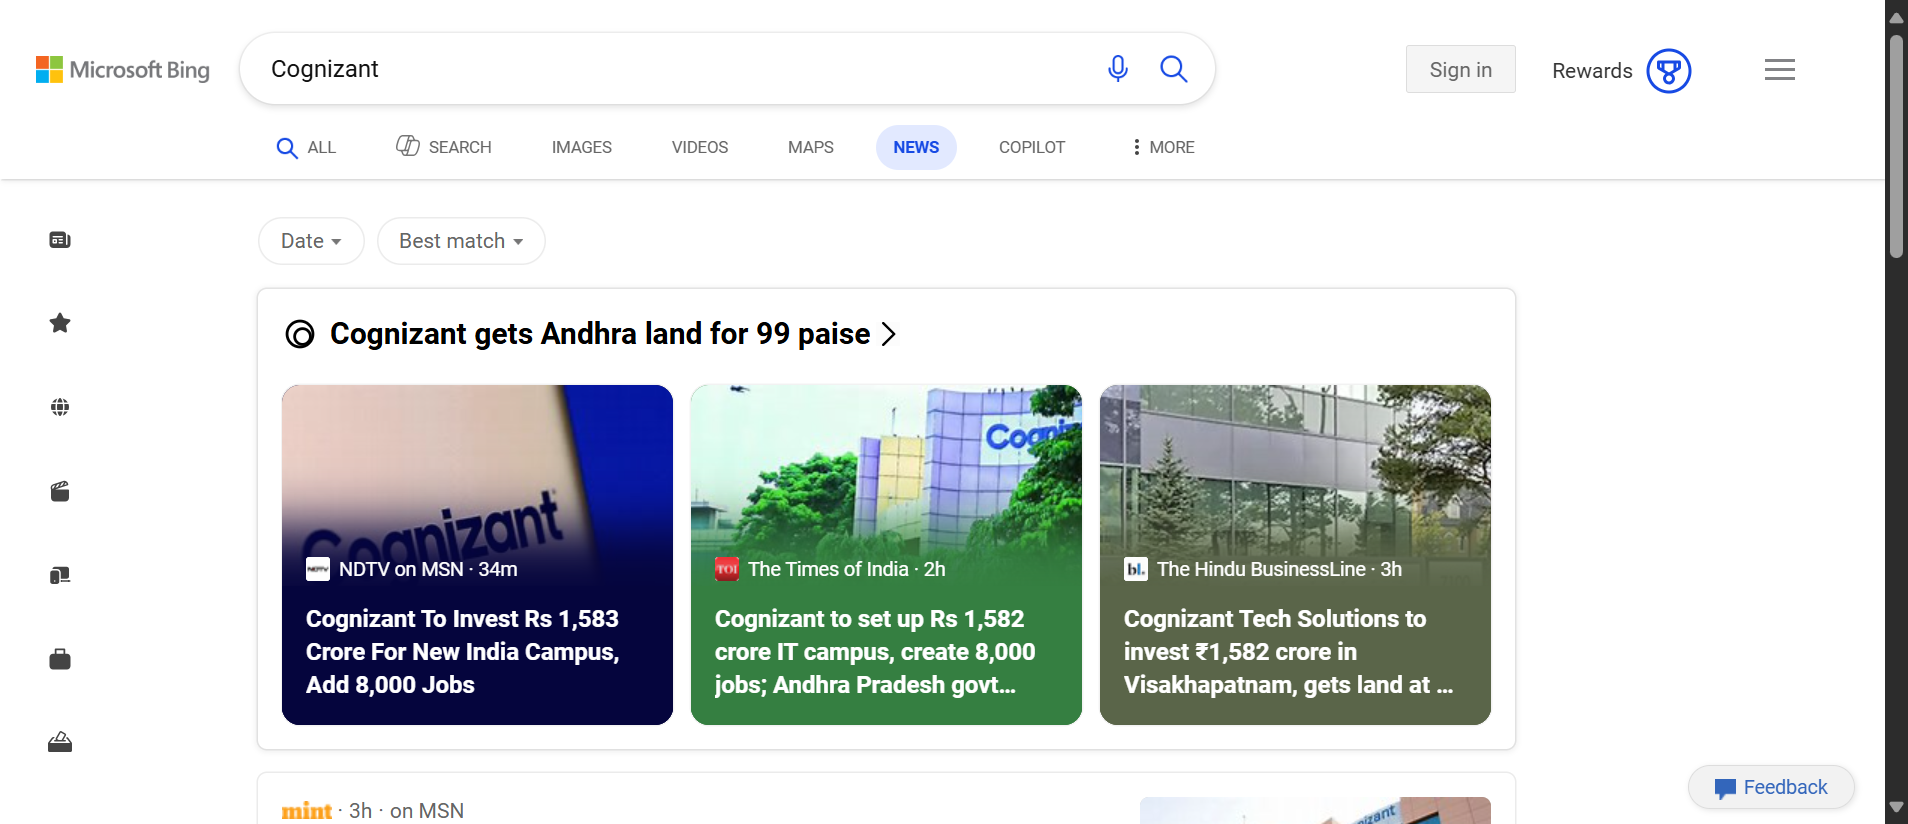 Microsoft Bing
Cognizant
Sign in
Rewards
ALL
SEARCH
IMAGES
VIDEOS
MAPS
NEWS
COPILOT
MORE
Date
Best match
Cognizant gets Andhra land for 99 paise
Cognizant
NDTV
NDTV on MSN · 34m
Cognizant To Invest Rs 1,583
Crore For New India Campus,
Add 8,000 Jobs
TOI
The Times of India · 2h
Cognizant to set up Rs 1,582
crore IT campus, create 8,000
jobs; Andhra Pradesh govt...
bl.
The Hindu BusinessLine · 3h
Cognizant Tech Solutions to
invest ₹1,582 crore in
Visakhapatnam, gets land at ...
mint · 3h · on MSN
Feedback